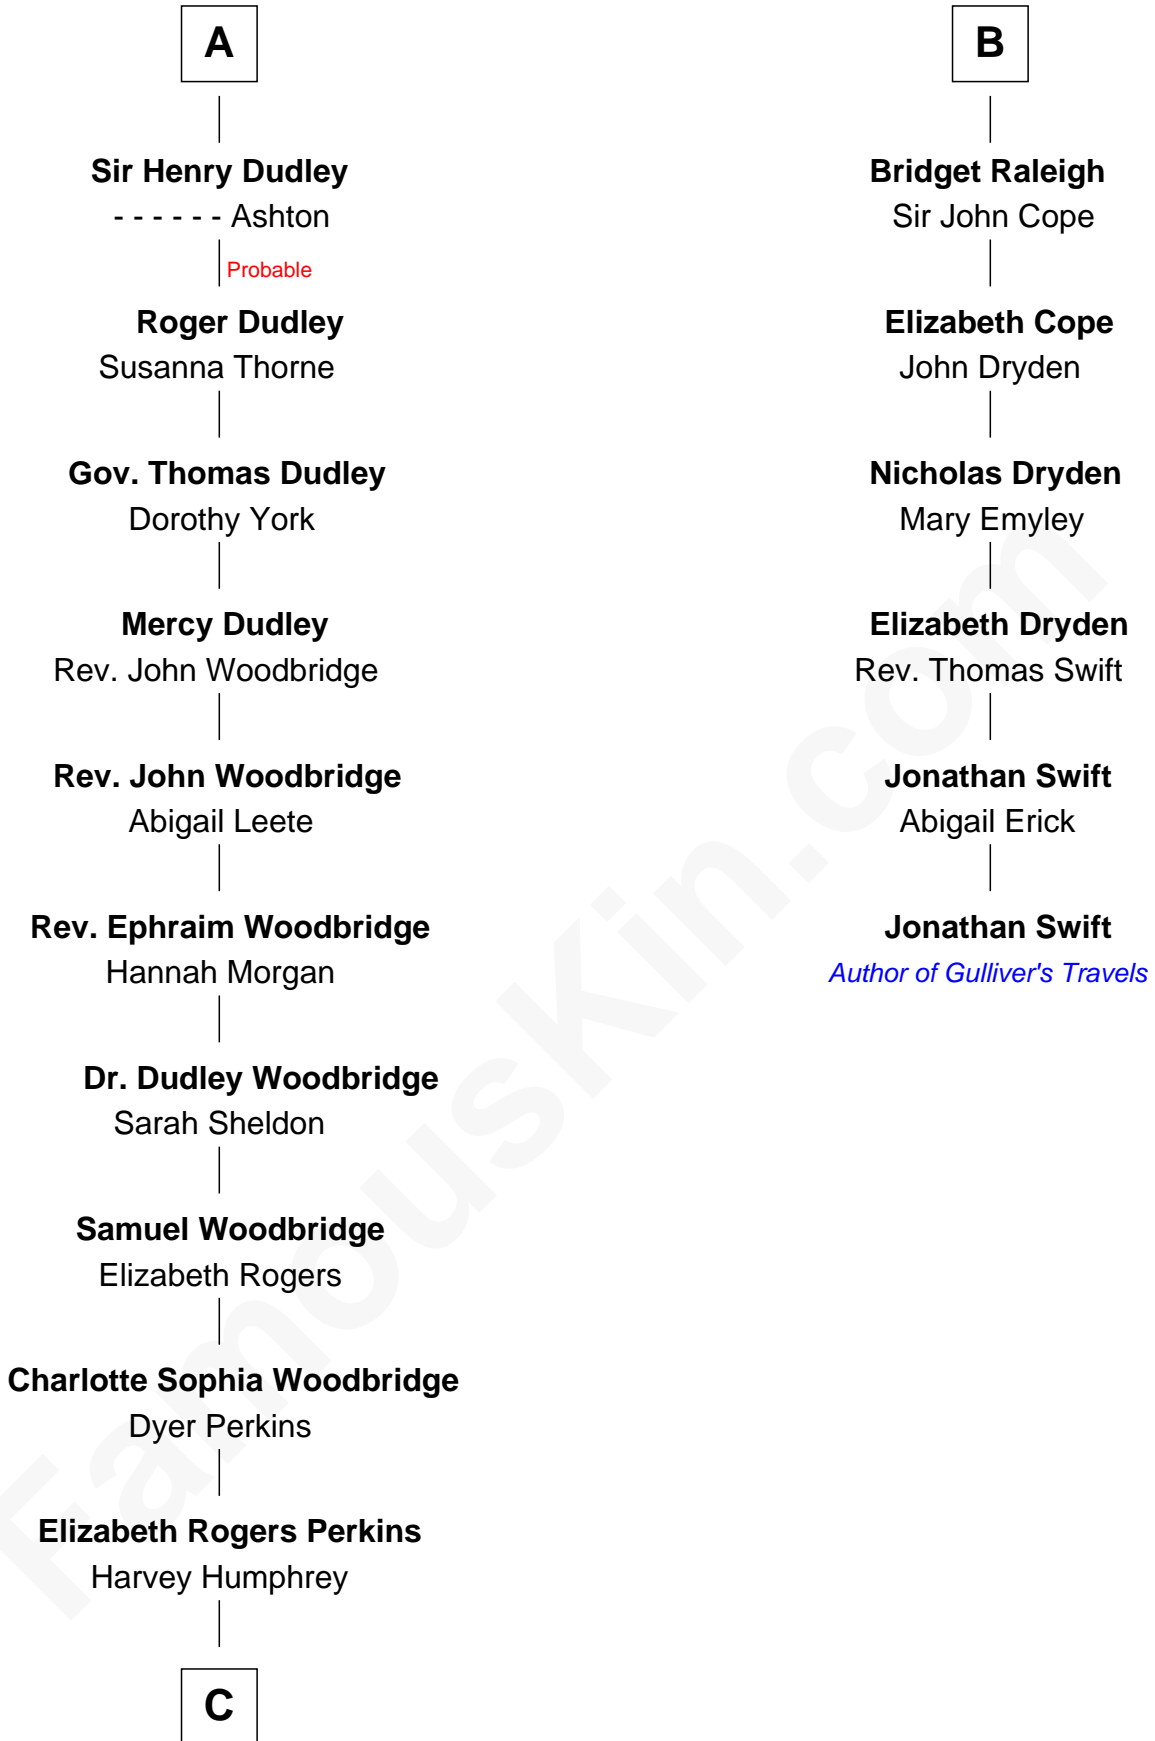 A
Sir Henry Dudley
- - - - - - Ashton
Probable
Roger Dudley
Susanna Thorne
Gov. Thomas Dudley
Dorothy York
Mercy Dudley
Rev. John Woodbridge
Rev. John Woodbridge
Abigail Leete
Rev. Ephraim Woodbridge
Hannah Morgan
Dr. Dudley Woodbridge
Sarah Sheldon
Samuel Woodbridge
Elizabeth Rogers
Charlotte Sophia Woodbridge
Dyer Perkins
Elizabeth Rogers Perkins
Harvey Humphrey
C
B
Bridget Raleigh
Sir John Cope
Elizabeth Cope
John Dryden
Nicholas Dryden
Mary Emyley
Elizabeth Dryden
Rev. Thomas Swift
Jonathan Swift
Abigail Erick
Jonathan Swift
Author of Gulliver's Travels
FamousKin.com